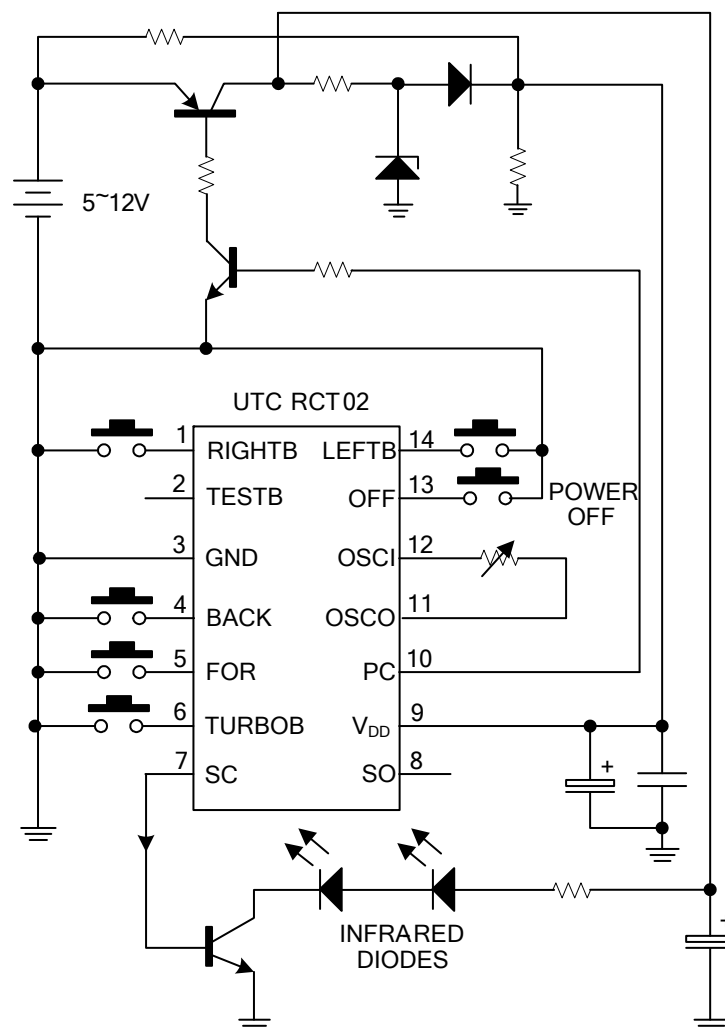 5~12V
UTC RCT02
1 RIGHTB LEFTB 14
2 TESTB OFF 13
POWER
OFF
3 GND OSCI 12
4 BACK OSCO 11
5 FOR PC 10
6 TURBOB VDD 9
7 SC SO 8
+
INFRARED
DIODES
+